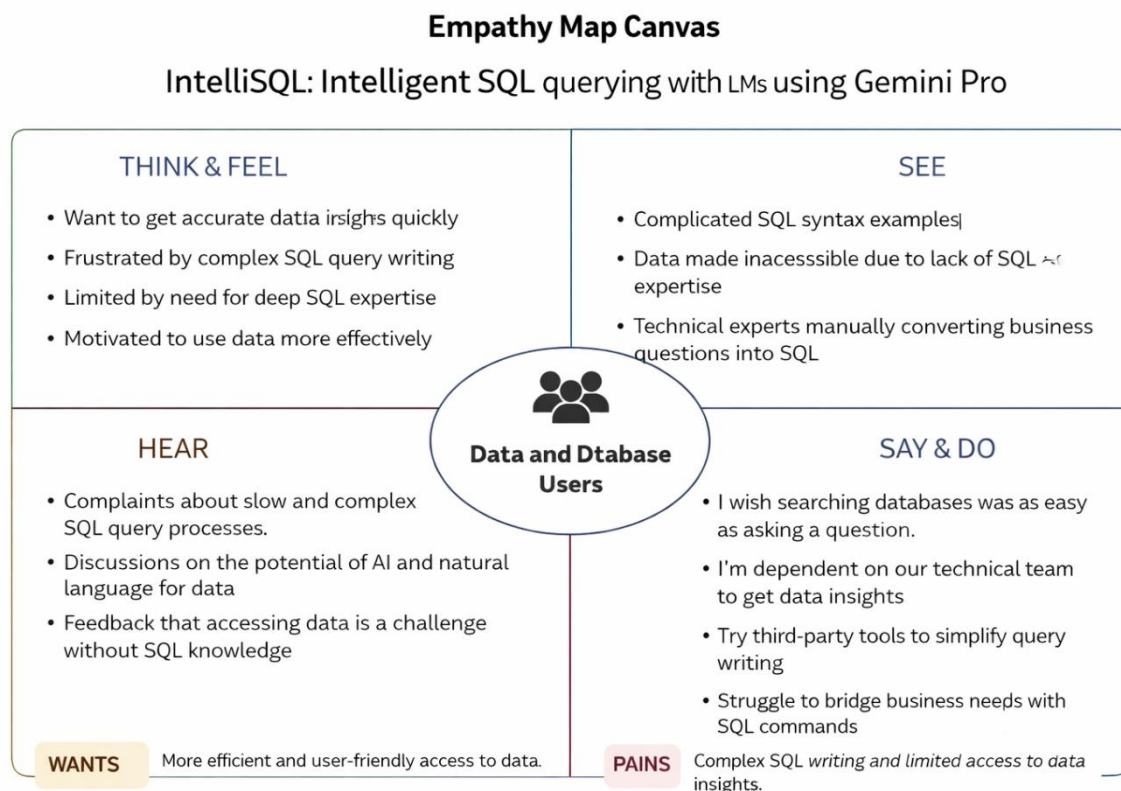 Empathy Map Canvas
IntelliSQL: Intelligent SQL querying with LMs using Gemini Pro
THINK & FEEL
• Want to get accurate datia irsighs quickly
• Frustrated by complex SQL query writing
• Limited by need for deep SQL expertise
• Motivated to use data more effectively
SEE
• Complicated SQL syntax examples
• Data made inacesssible due to lack of SQL
expertise
• Technical experts manually converting business
questions into SQL
Data and Dtabase
Users
HEAR
• Complaints about slow and complex
SQL query processes.
• Discussions on the potential of AI and natural
language for data
• Feedback that accessing data is a challenge
without SQL knowledge
SAY & DO
• I wish searching databases was as easy
as asking a question.
• I'm dependent on our technical team
to get data insights
• Try third-party tools to simplify query
writing
• Struggle to bridge business needs with
SQL commands
WANTS More efficient and user-friendly access to data.
PAINS Complex SQL writing and limited access to data
insights.